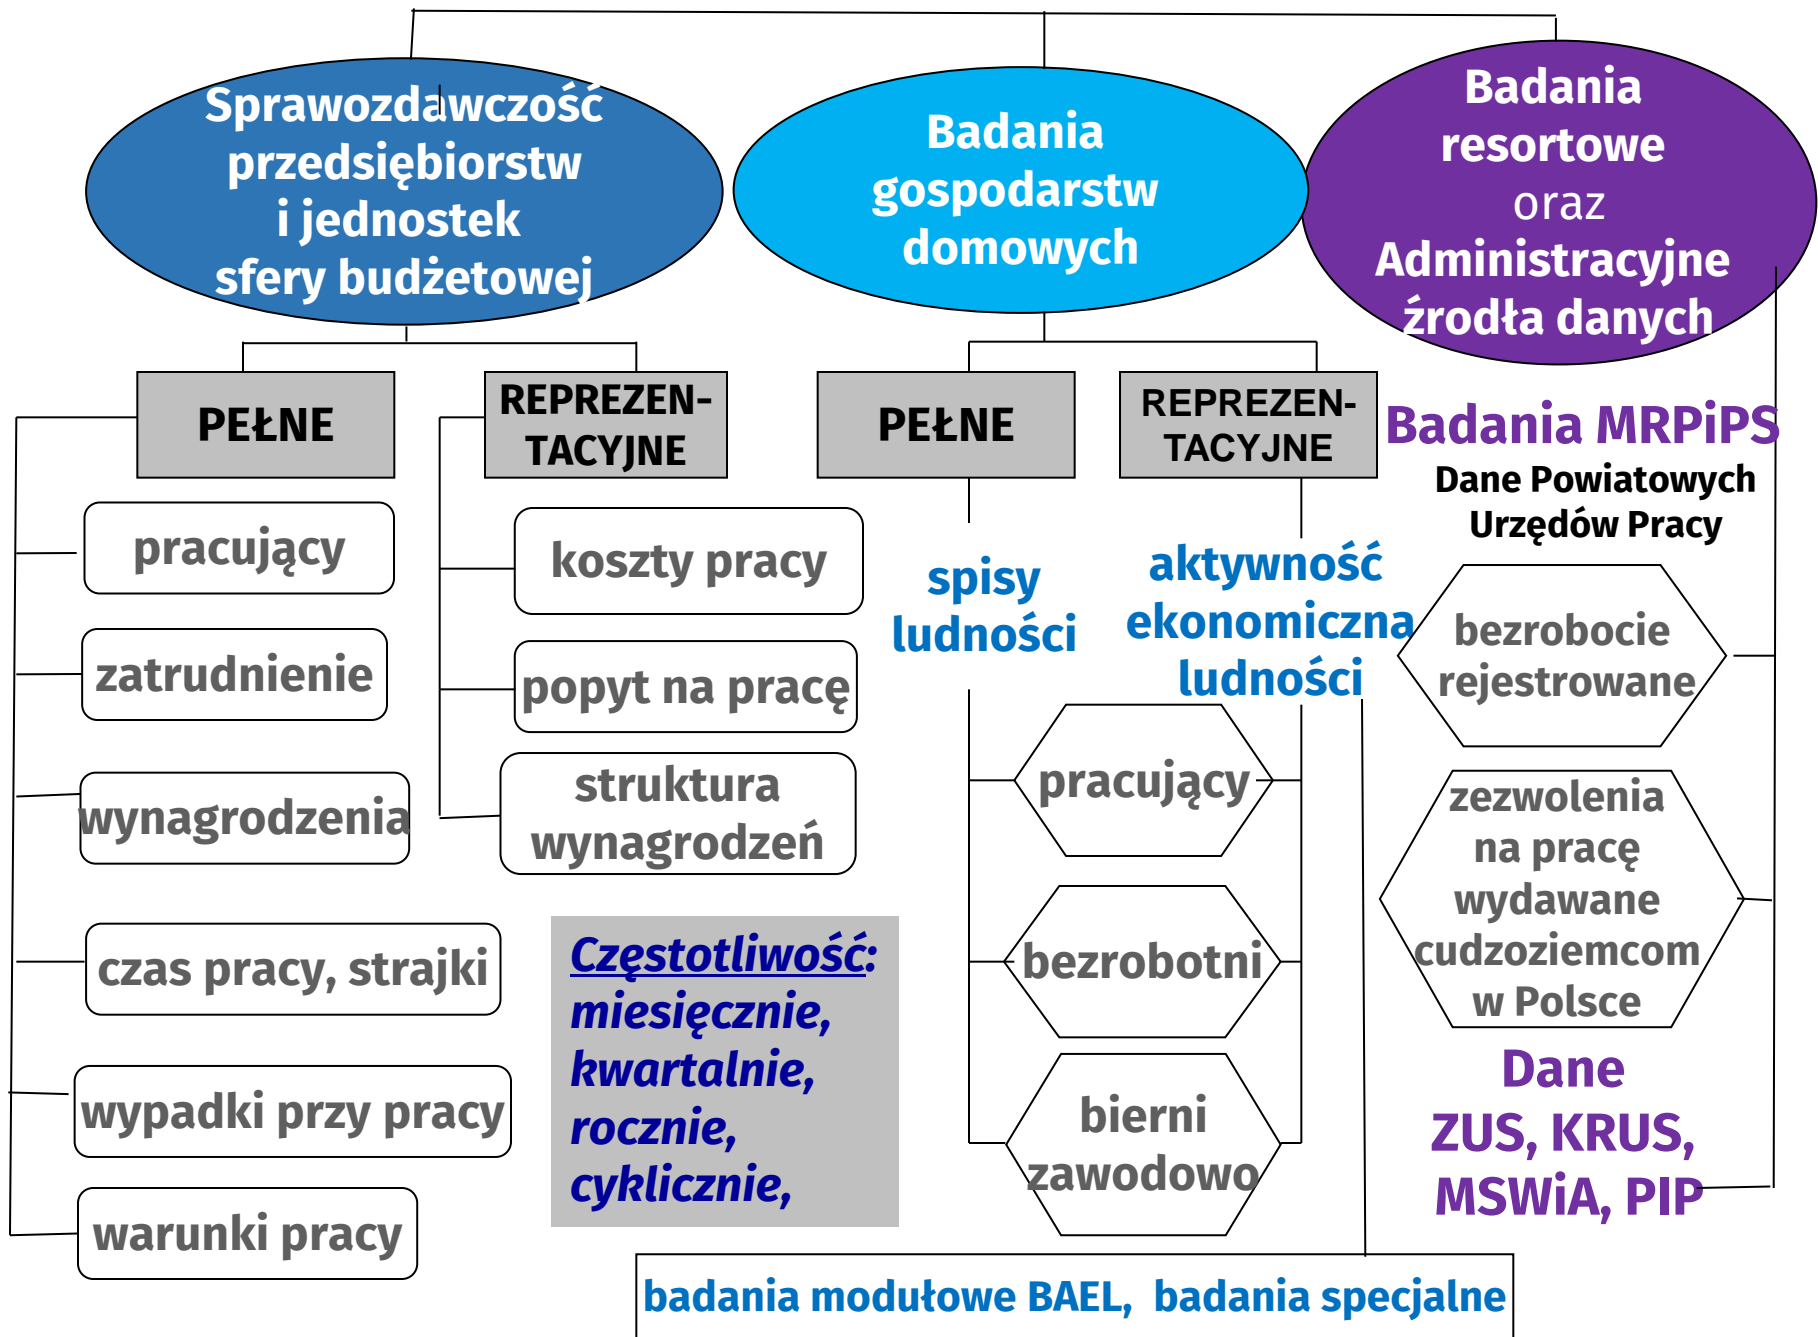 Sprawozdawczość
przedsiębiorstw
i jednostek
sfery budżetowej
Badania
gospodarstw
domowych
Badania
resortowe
oraz
Administracyjne
źrodła danych
PEŁNE
REPREZEN-
TACYJNE
PEŁNE
REPREZEN-
TACYJNE
pracujący
zatrudnienie
wynagrodzenia
czas pracy, strajki
wypadki przy pracy
warunki pracy
koszty pracy
popyt na pracę
struktura
wynagrodzeń
Częstotliwość:
miesięcznie,
kwartalnie,
rocznie,
cyklicznie,
spisy
ludności
aktywność
ekonomiczna
ludności
pracujący
bezrobotni
bierni
zawodowo
badania modułowe BAEL,  badania specjalne
Badania MRPiPS
Dane Powiatowych
Urzędów Pracy
bezrobocie
rejestrowane
zezwolenia
na pracę
wydawane
cudzoziemcom
w Polsce
Dane
ZUS, KRUS,
MSWiA, PIP